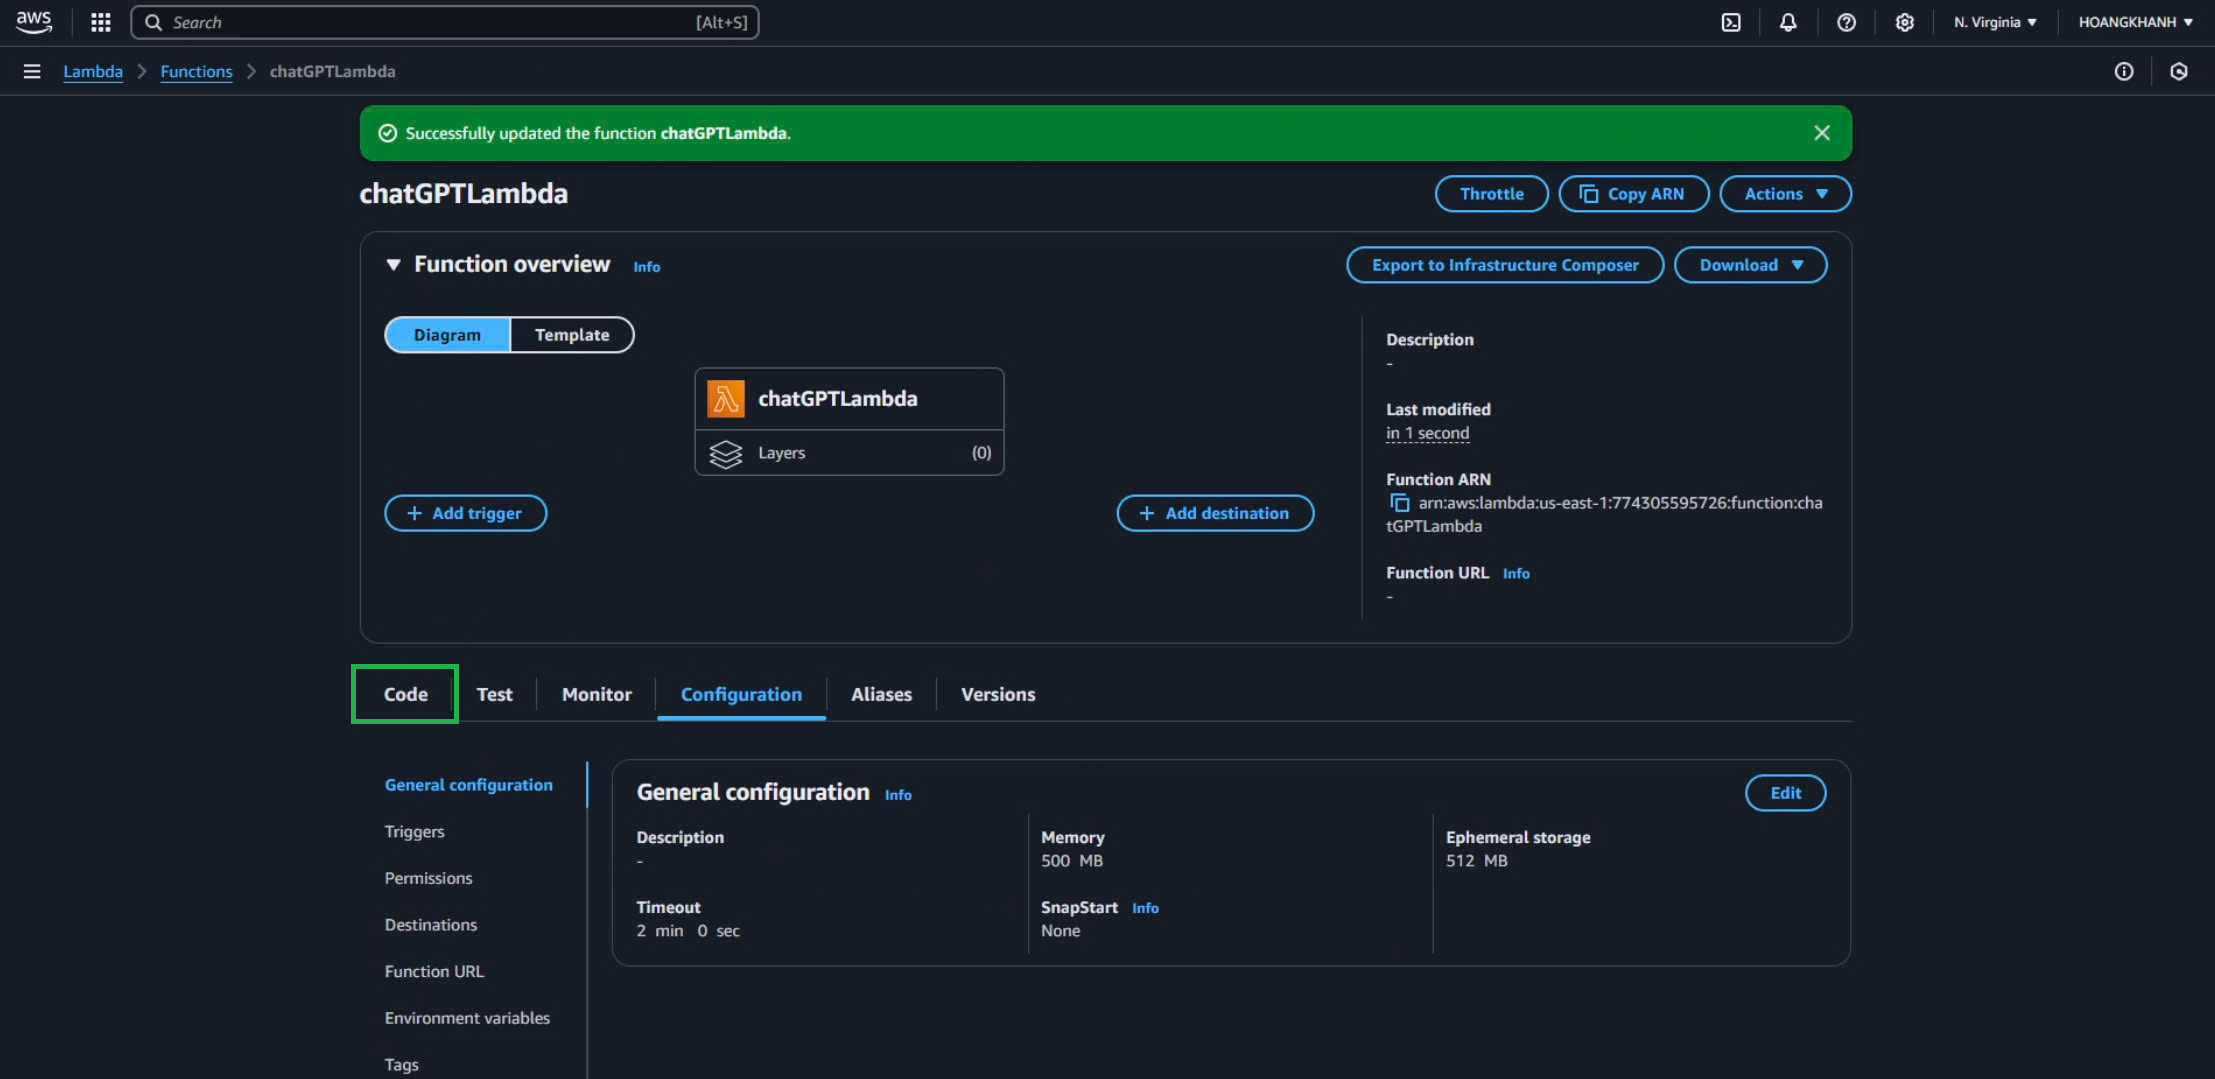 aws
Search
[Alt+S]
N. Virginia
HOANGKHANH
Lambda
Functions
chatGPTLambda
Successfully updated the function chatGPTLambda.
chatGPTLambda
Throttle
Copy ARN
Actions
Function overview
Info
Export to Infrastructure Composer
Download
Diagram
Template
chatGPTLambda
Layers
(0)
Add trigger
Add destination
Description
-
Last modified
in 1 second
Function ARN
arn:aws:lambda:us-east-1:774305595726:function:cha
tGPTLambda
Function URL Info
-
Code
Test
Monitor
Configuration
Aliases
Versions
General configuration
Triggers
Permissions
Destinations
Function URL
Environment variables
Tags
General configuration Info
Edit
Description
-
Timeout
2 min 0 sec
Memory
500 MB
SnapStart Info
None
Ephemeral storage
512 MB